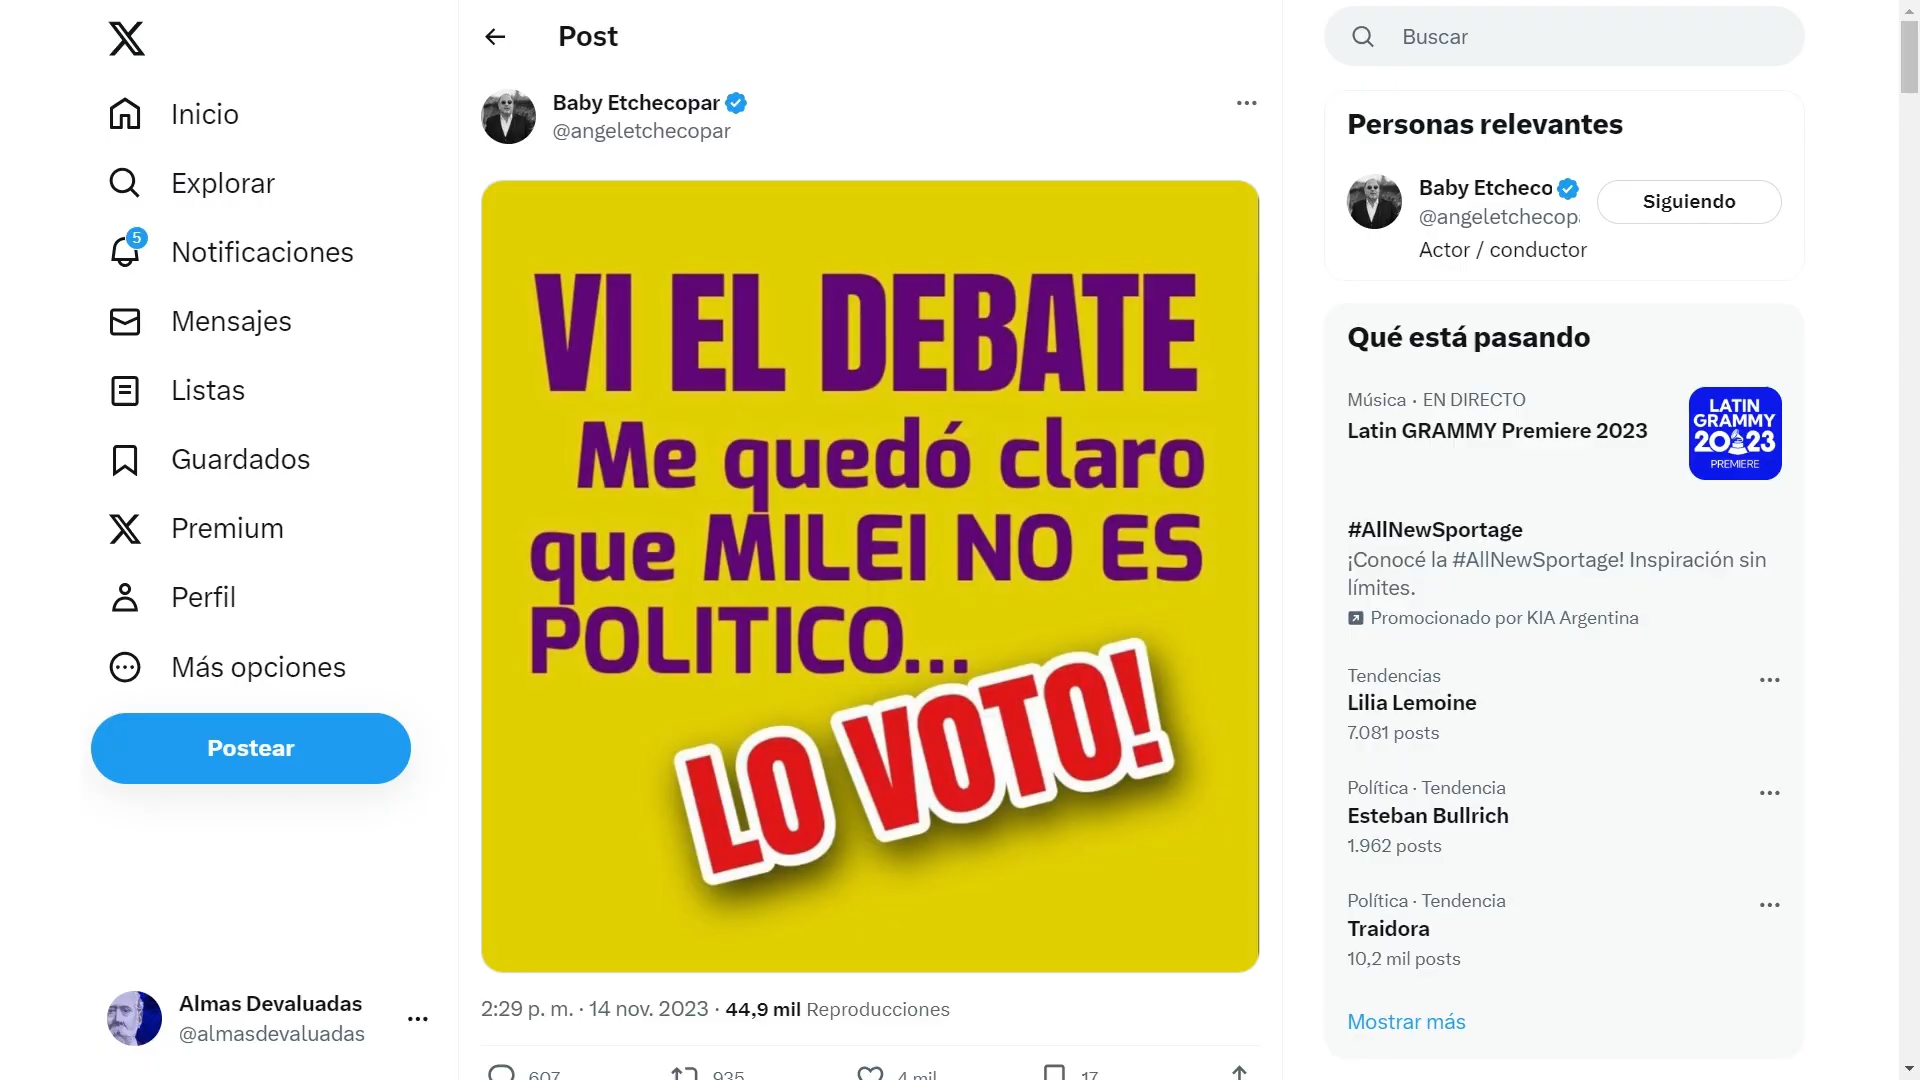 Inicio
Explorar
5
Notificaciones
Mensajes
Listas
Guardados
Premium
Perfil
Más opciones
Postear
Almas Devaluadas
@almasdevaluadas
Post
Baby Etchecopar
@angeletchecopar
VI EL DEBATE
Me quedó claro
que MILEI NO ES
POLITICO...
LO VOTO!
2:29 p. m. · 14 nov. 2023 · 44,9 mil Reproducciones
607 935 4 mil 17
Buscar
Personas relevantes
Baby Etcheco
@angeletchecop
Siguiendo
Actor / conductor
Qué está pasando
Música · EN DIRECTO
Latin GRAMMY Premiere 2023
LATIN
GRAMMY
2023
PREMIERE
#AllNewSportage
¡Conocé la #AllNewSportage! Inspiración sin
límites.
Promocionado por KIA Argentina
Tendencias
Lilia Lemoine
7.081 posts
Política · Tendencia
Esteban Bullrich
1.962 posts
Política · Tendencia
Traidora
10,2 mil posts
Mostrar más